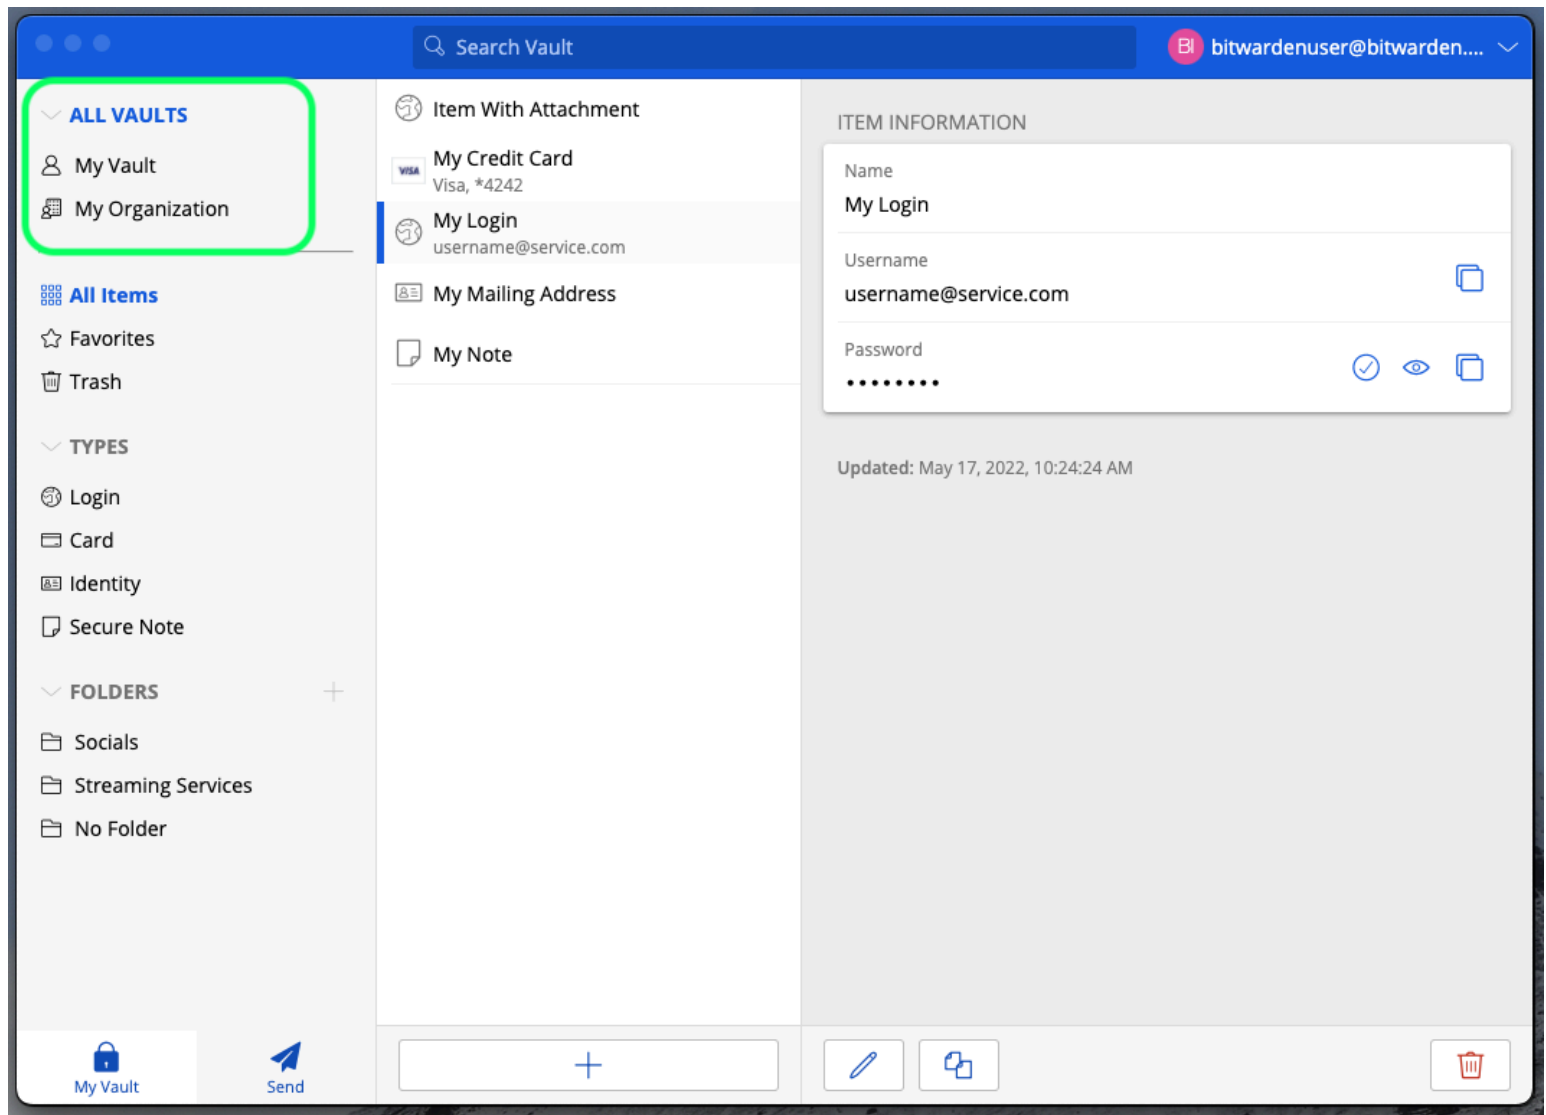 Search Vault
BI bitwardenuser@bitwarden....
ALL VAULTS
My Vault
My Organization
All Items
Favorites
Trash
TYPES
Login
Card
Identity
Secure Note
FOLDERS
Socials
Streaming Services
No Folder
My Vault
Send
Item With Attachment
VISA
My Credit Card
Visa, *4242
My Login
username@service.com
My Mailing Address
My Note
ITEM INFORMATION
Name
My Login
Username
username@service.com
Password
••••••••
Updated: May 17, 2022, 10:24:24 AM